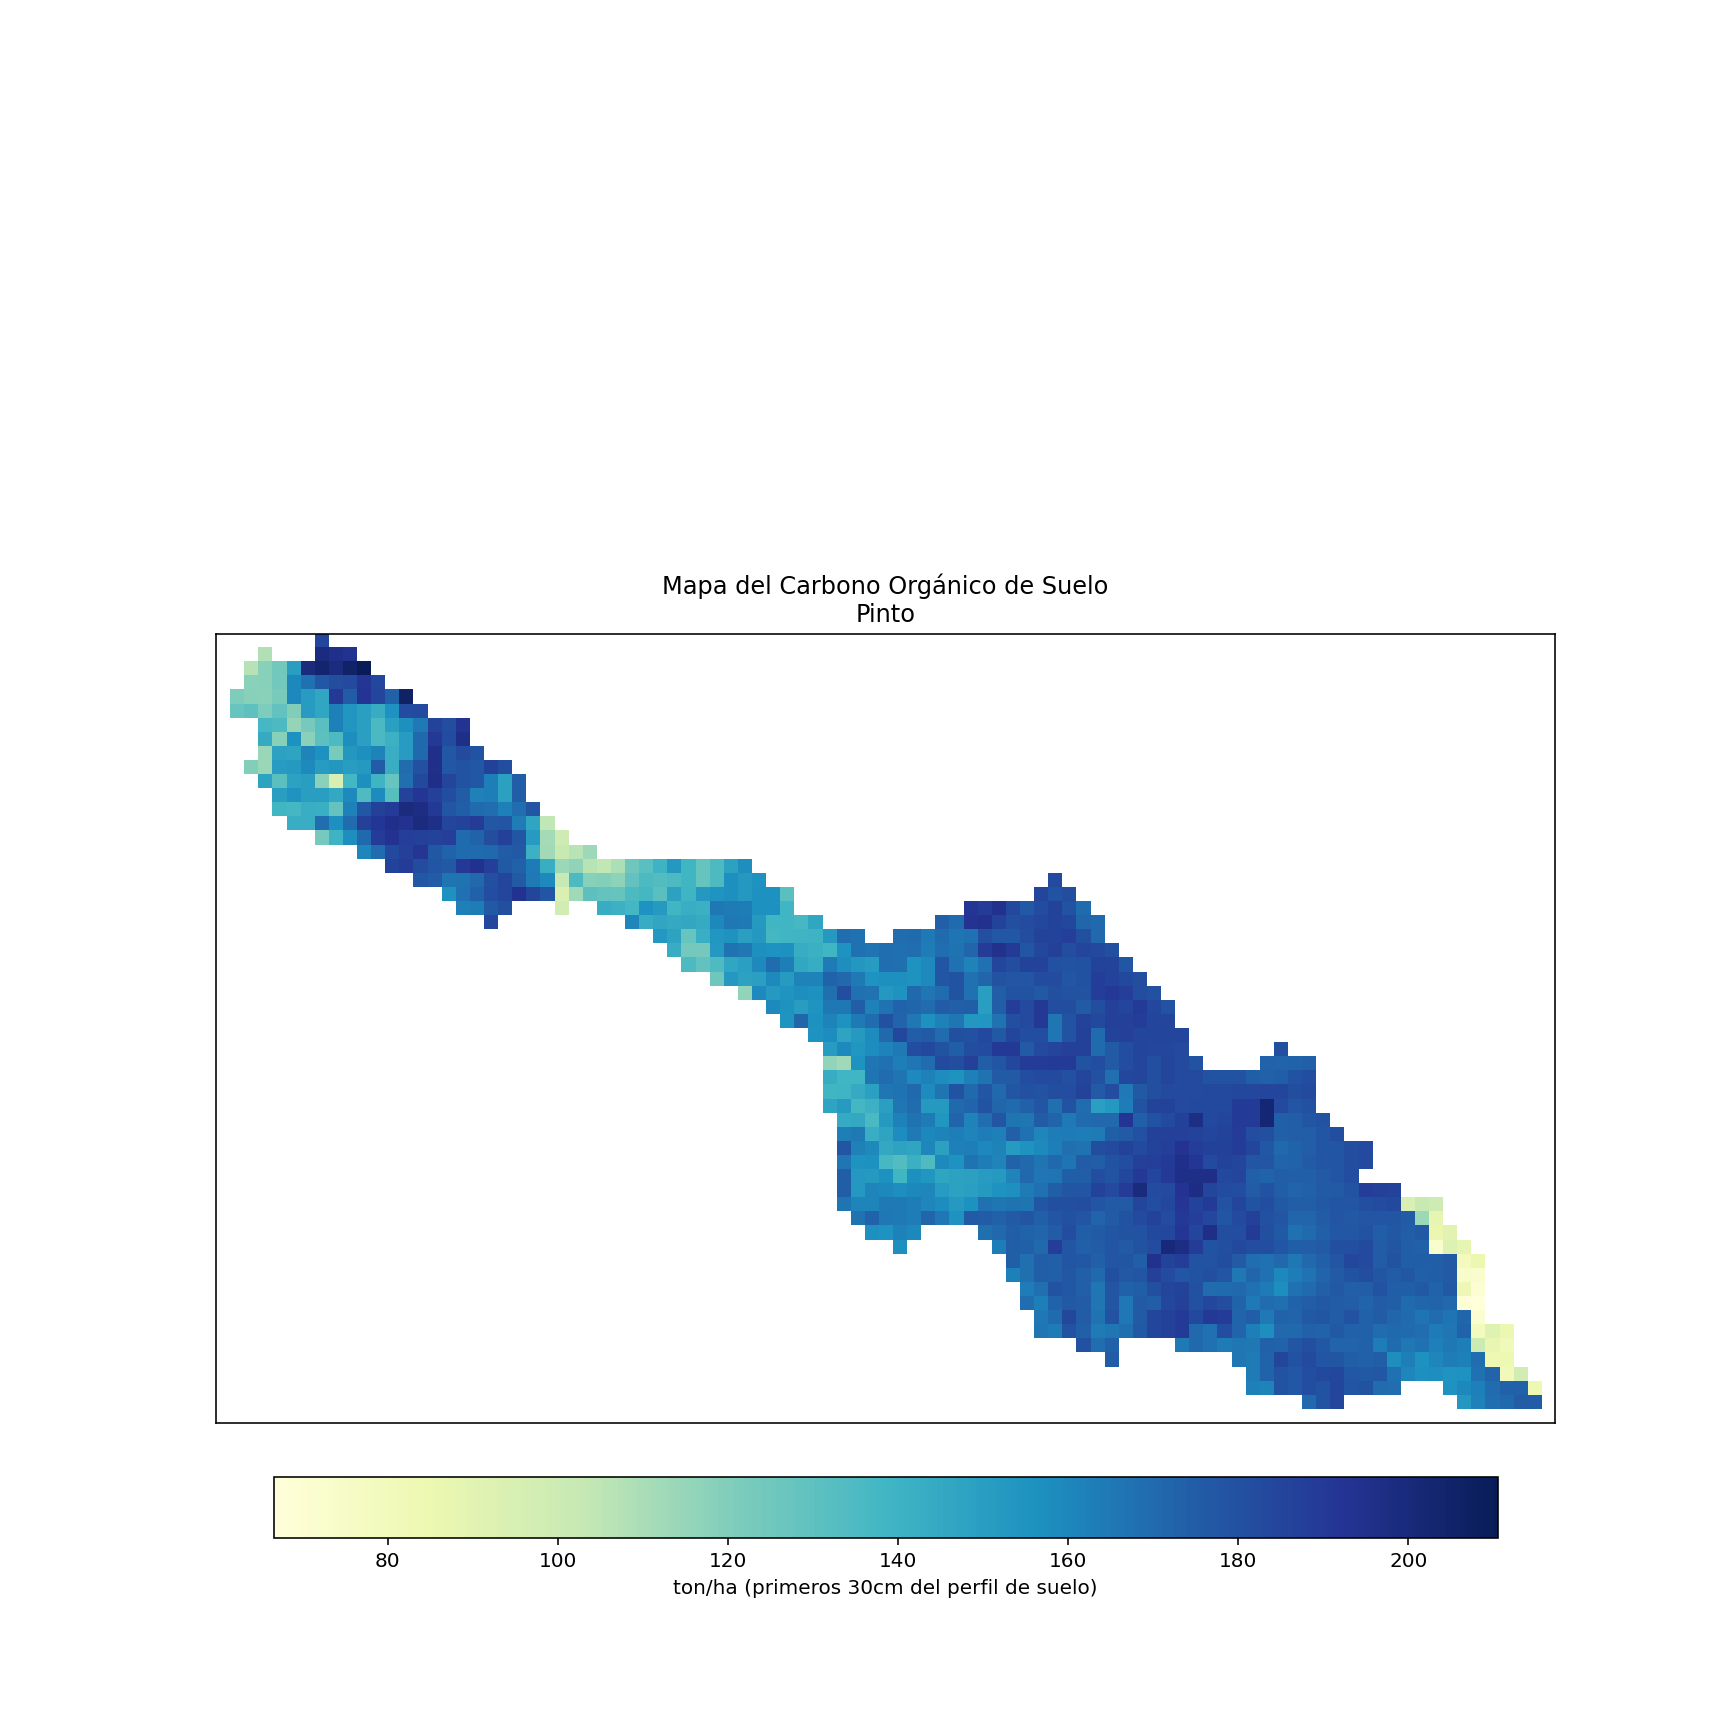 Mapa del Carbono Orgánico de Suelo
Pinto
80 100 120 140 160 180 200
ton/ha (primeros 30cm del perfil de suelo)